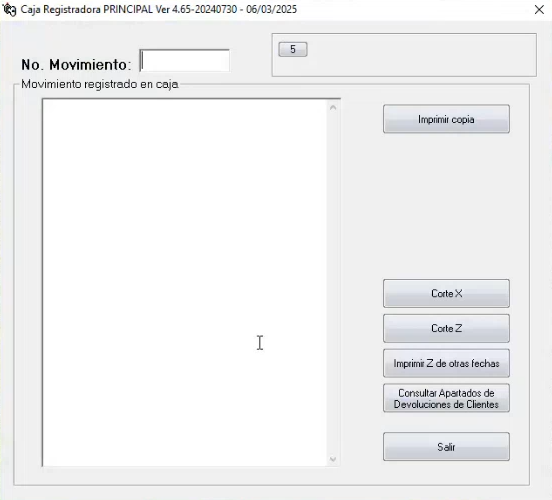 Caja Registradora PRINCIPAL Ver 4.65-20240730 - 06/03/2025
No. Movimiento:
5
Movimiento registrado en caja
Imprimir copia
Corte X
Corte Z
Imprimir Z de otras fechas
Consultar Apartados de
Devoluciones de Clientes
Salir